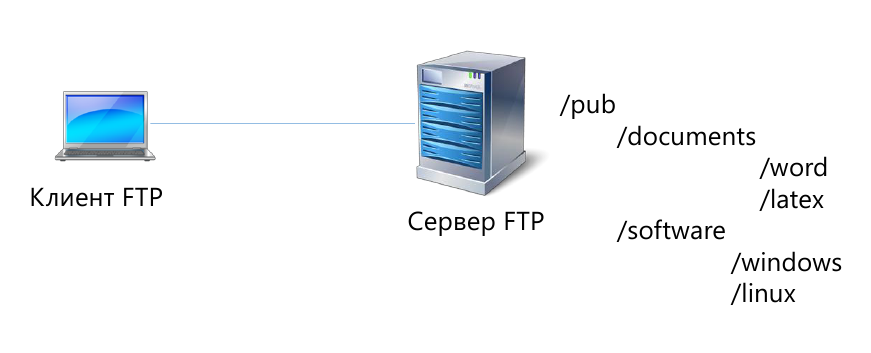 Клиент FTP
Сервер FTP
/pub
/documents
/word
/latex
/software
/windows
/linux